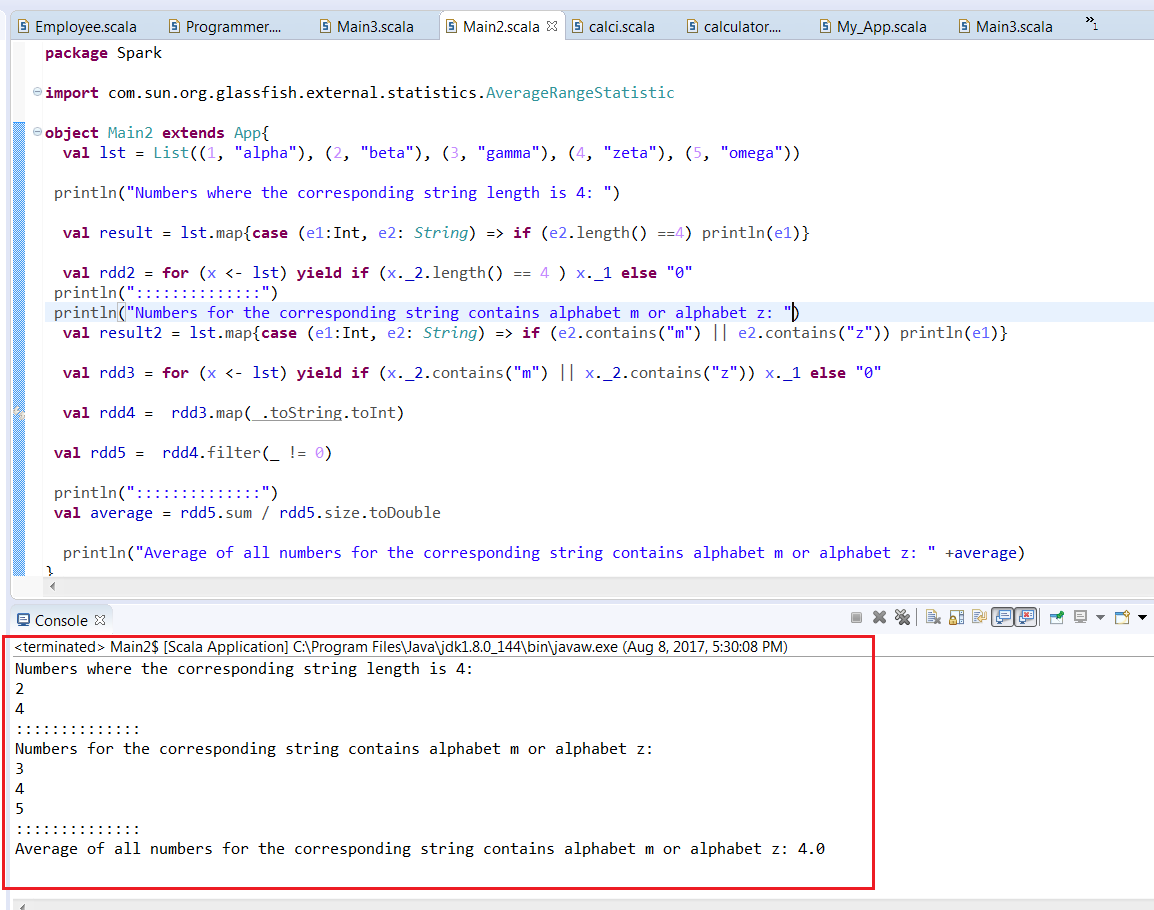 Employee.scala Programmer.... Main3.scala Main2.scala calci.scala calculator.... My_App.scala Main3.scala »1
package Spark
import com.sun.org.glassfish.external.statistics.AverageRangeStatistic
object Main2 extends App{
val lst = List((1, "alpha"), (2, "beta"), (3, "gamma"), (4, "zeta"), (5, "omega"))
println("Numbers where the corresponding string length is 4: ")
val result = lst.map{case (e1:Int, e2: String) => if (e2.length() ==4) println(e1)}
val rdd2 = for (x <- lst) yield if (x._2.length() == 4 ) x._1 else "0"
println("::::::::::::::")
println("Numbers for the corresponding string contains alphabet m or alphabet z: ")
val result2 = lst.map{case (e1:Int, e2: String) => if (e2.contains("m") || e2.contains("z")) println(e1)}
val rdd3 = for (x <- lst) yield if (x._2.contains("m") || x._2.contains("z")) x._1 else "0"
val rdd4 =  rdd3.map(_.toString.toInt)
val rdd5 =  rdd4.filter(_ != 0)
println("::::::::::::::")
val average = rdd5.sum / rdd5.size.toDouble
println("Average of all numbers for the corresponding string contains alphabet m or alphabet z: " +average)
}
Console
<terminated> Main2$ [Scala Application] C:\Program Files\Java\jdk1.8.0_144\bin\javaw.exe (Aug 8, 2017, 5:30:08 PM)
Numbers where the corresponding string length is 4:
2
4
::::::::::::::
Numbers for the corresponding string contains alphabet m or alphabet z:
3
4
5
::::::::::::::
Average of all numbers for the corresponding string contains alphabet m or alphabet z: 4.0